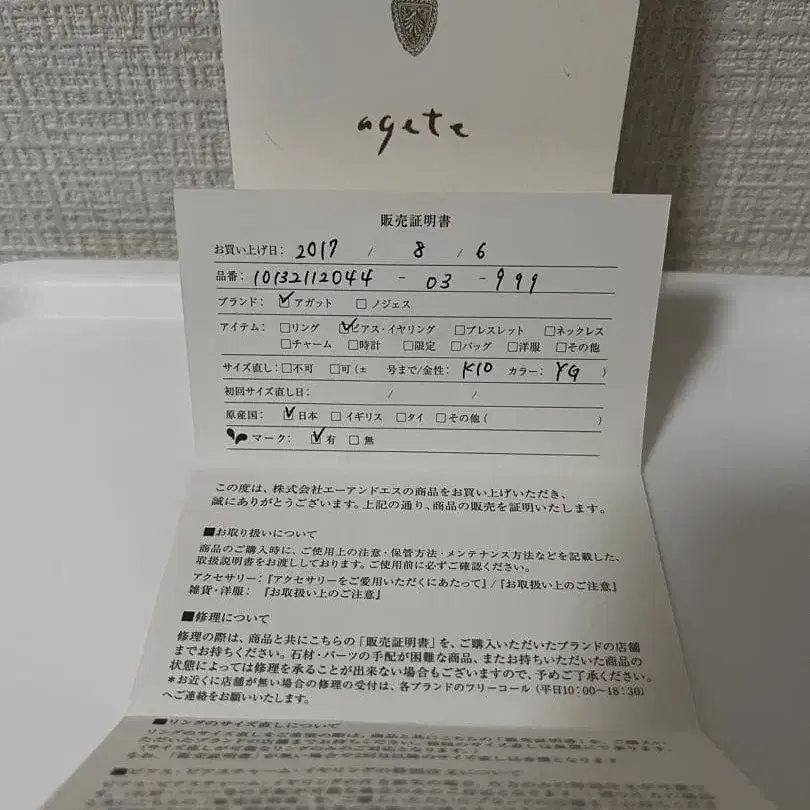 agete
販売証明書
お買い上げ日: 2017 / 8 / 6
品番: 10132112044 - 03 - 999
ブランド: ☑アガット □ノジェス
アイテム: □リング ☑ピアス・イヤリング □ブレスレット □ネックレス
□チャーム □時計 □限定 □バッグ □洋服 □その他
サイズ直し: □不可 □可(± 号まで/金性: K10 カラー: YG )
初回サイズ直し日: / /
原産国: ☑日本 □イギリス □タイ □その他( )
マーク: ☑有 □無
この度は、株式会社エーアンドエスの商品をお買い上げいただき、
誠にありがとうございます。上記の通り、商品の販売を証明いたします。
■お取り扱いについて
商品のご購入時に、ご使用上の注意・保管方法・メンテナンス方法などを記載した、
取扱説明書をお渡ししております。ご使用前に必ずご確認ください。
アクセサリー:『アクセサリーをご愛用いただくにあたって』/『お取扱い上のご注意』
雑貨・洋服: 『お取扱い上のご注意』
■修理について
修理の際は、商品と共にこちらの「販売証明書」を、ご購入いただいたブランドの店舗
までお持ちください。石材・パーツの手配が困難な商品、またお持ちいただいた商品の
状態によっては修理を承ることが出来ない場合もございますので、予めご了承ください。
*お近くに店舗が無い場合の修理の受付は、各ブランドのフリーコール(平日10:00~18:30)
へご連絡をお願いいたします。
■リングのサイズ直しについて